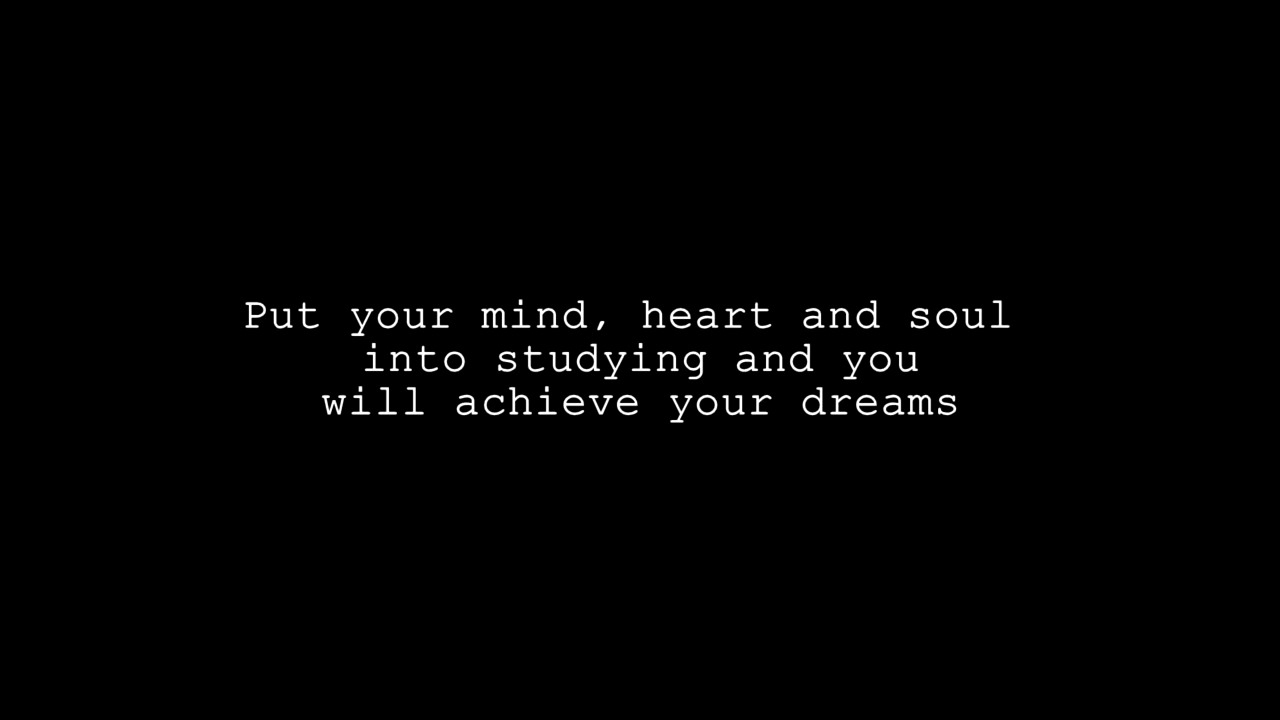 Put your mind, heart and soul
into studying and you
will achieve your dreams